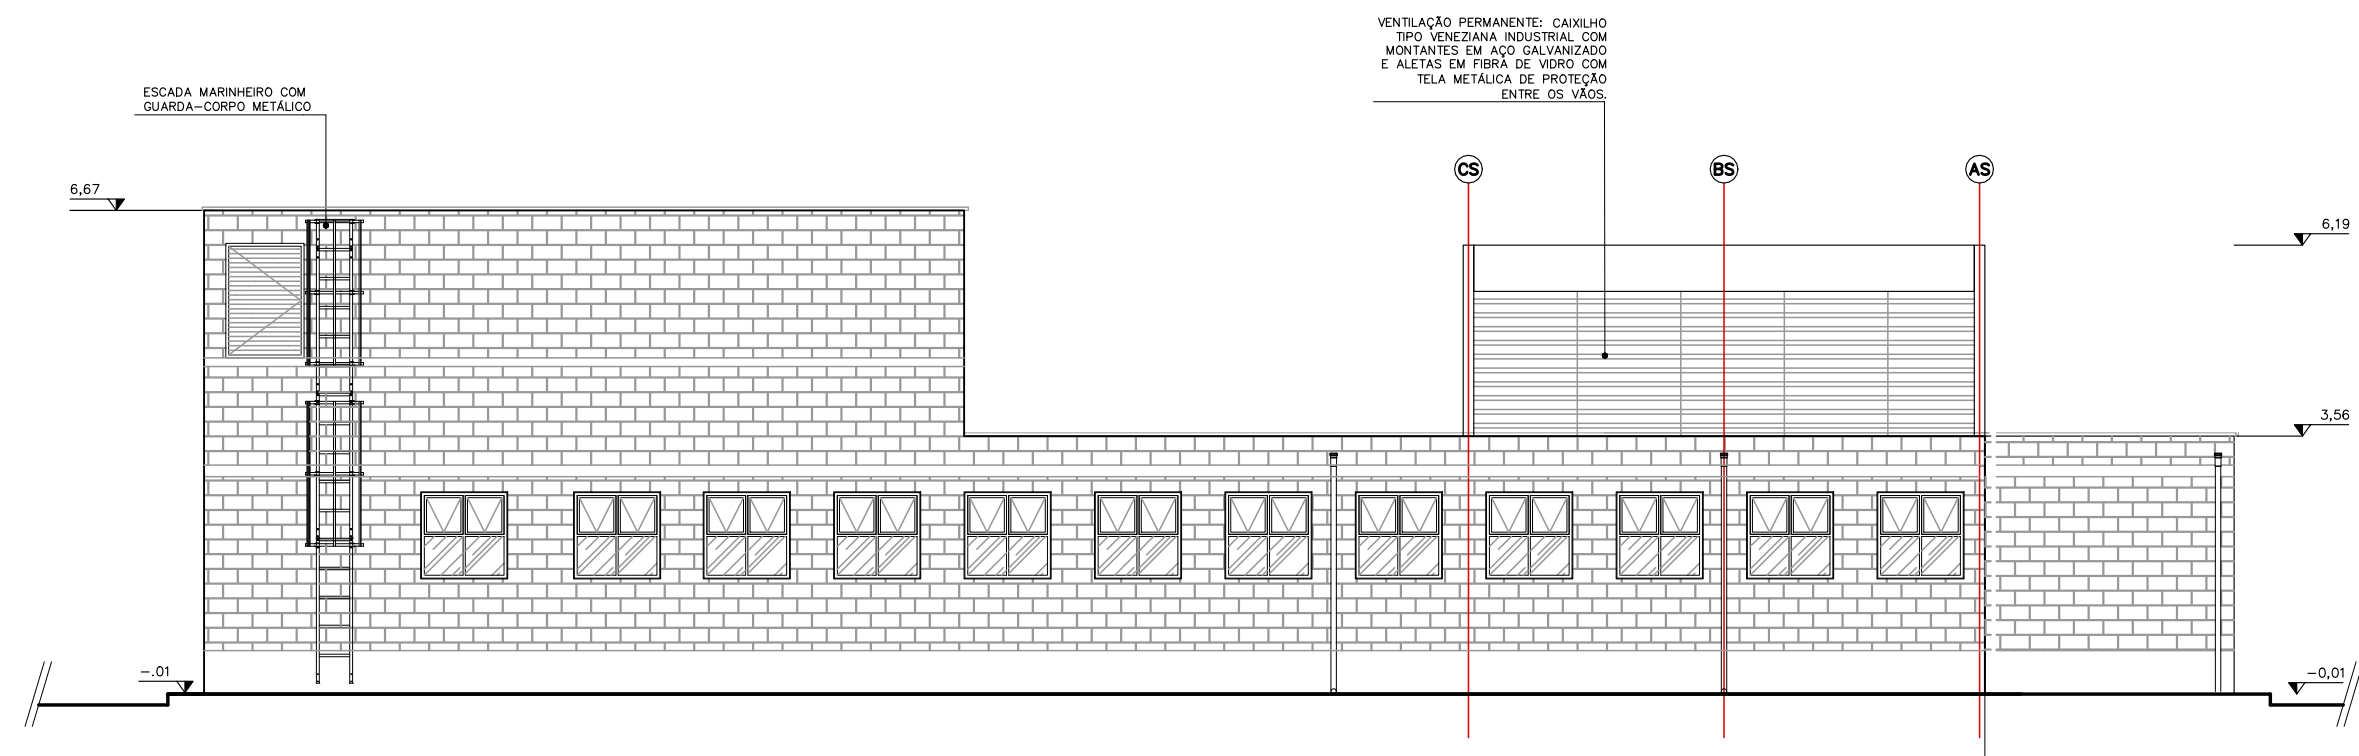 VENTILAÇÃO PERMANENTE: CAIXILHO
TIPO VENEZIANA INDUSTRIAL COM
MONTANTES EM AÇO GALVANIZADO
E ALETAS EM FIBRA DE VIDRO COM
TELA METÁLICA DE PROTEÇÃO
ENTRE OS VÃOS.
ESCADA MARINHEIRO COM
GUARDA-CORPO METÁLICO
CS
BS
AS
6,67
6,19
3,56
-.01
-0,01